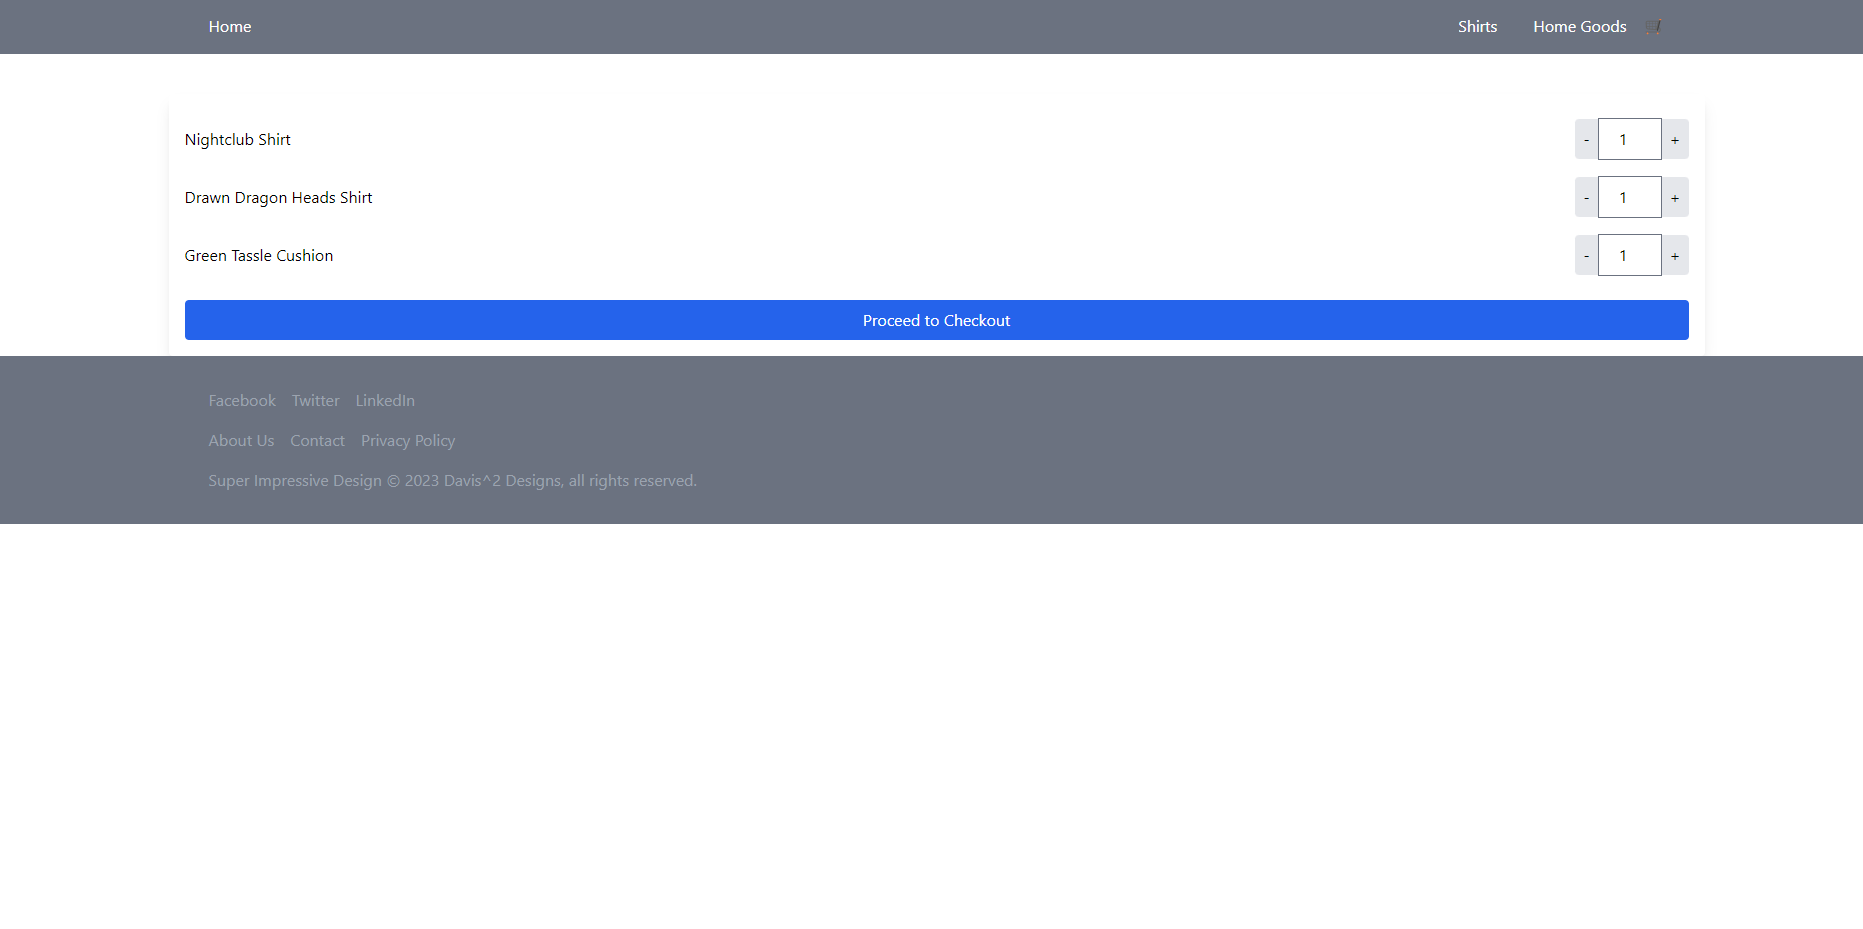 Home Shirts Home Goods
Nightclub Shirt - 1 +
Drawn Dragon Heads Shirt - 1 +
Green Tassle Cushion - 1 +
Proceed to Checkout
Facebook Twitter LinkedIn
About Us Contact Privacy Policy
Super Impressive Design © 2023 Davis^2 Designs, all rights reserved.